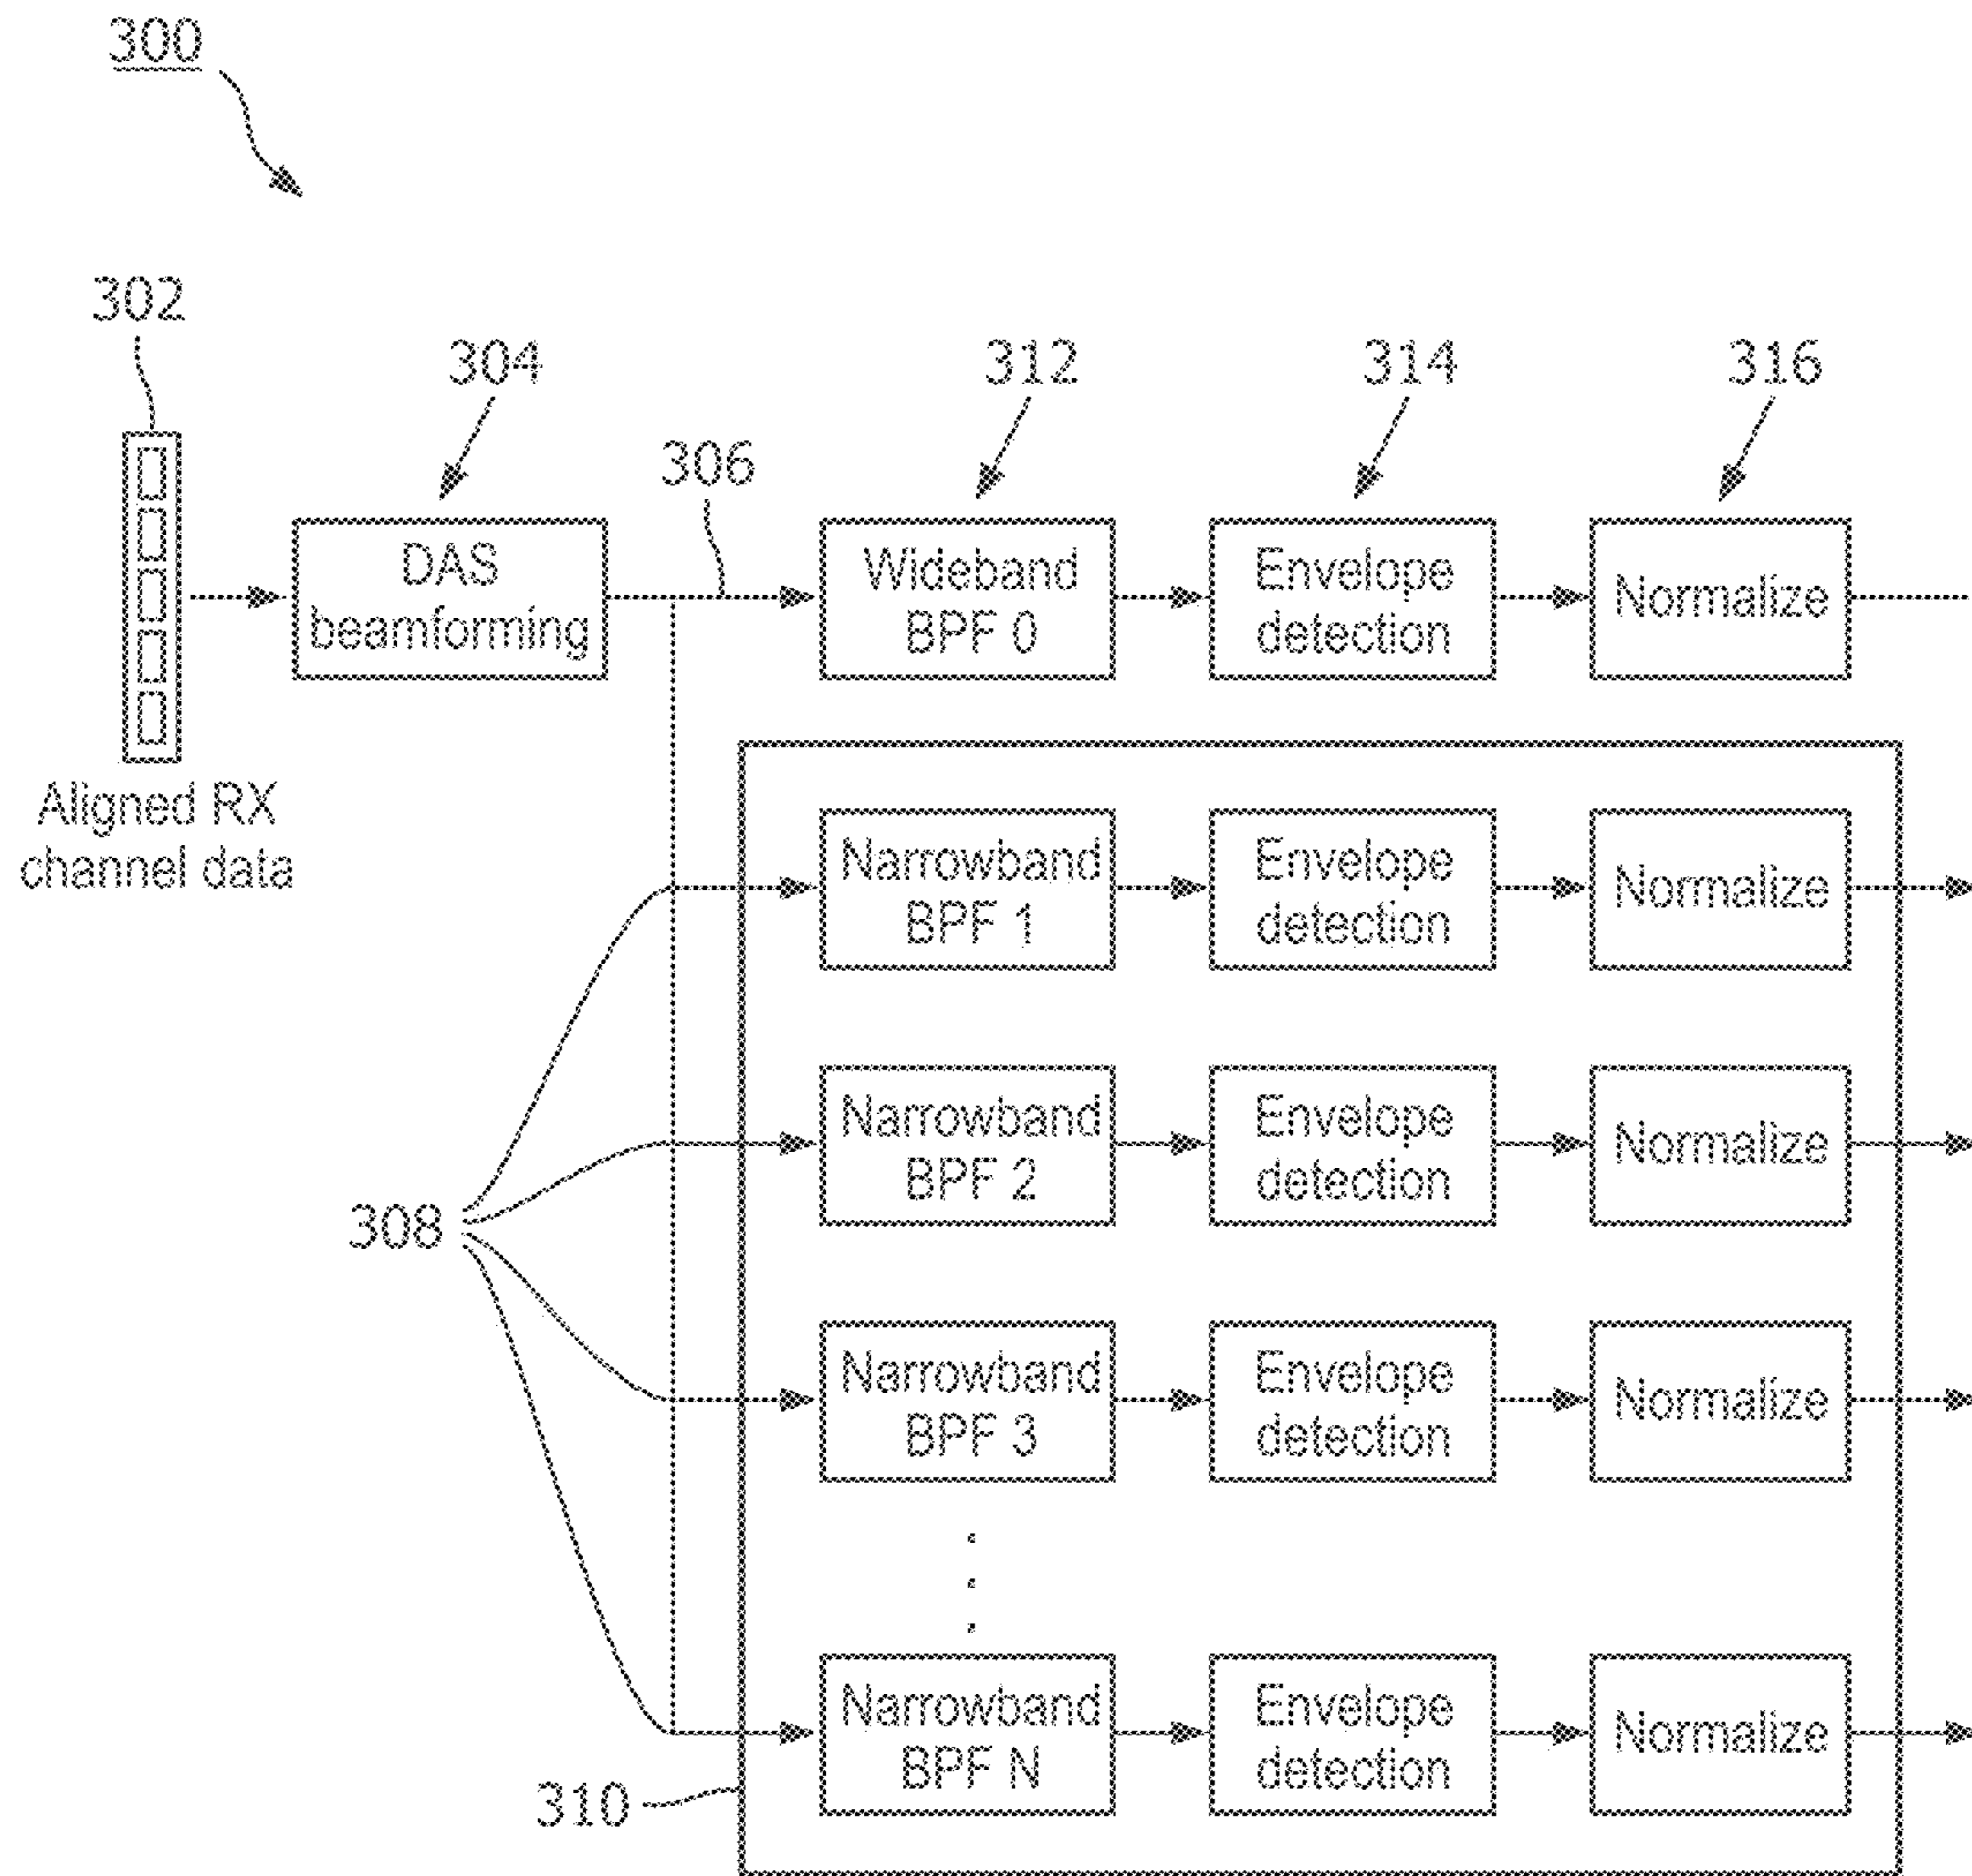 300
302
304
306
312
314
316
DAS
beamforming
Wideband
BPF 0
Envelope
detection
Normalize
Aligned RX
channel data
Narrowband
BPF 1
Envelope
detection
Normalize
Narrowband
BPF 2
Envelope
detection
Normalize
308
Narrowband
BPF 3
Envelope
detection
Normalize
Narrowband
BPF N
Envelope
detection
Normalize
310